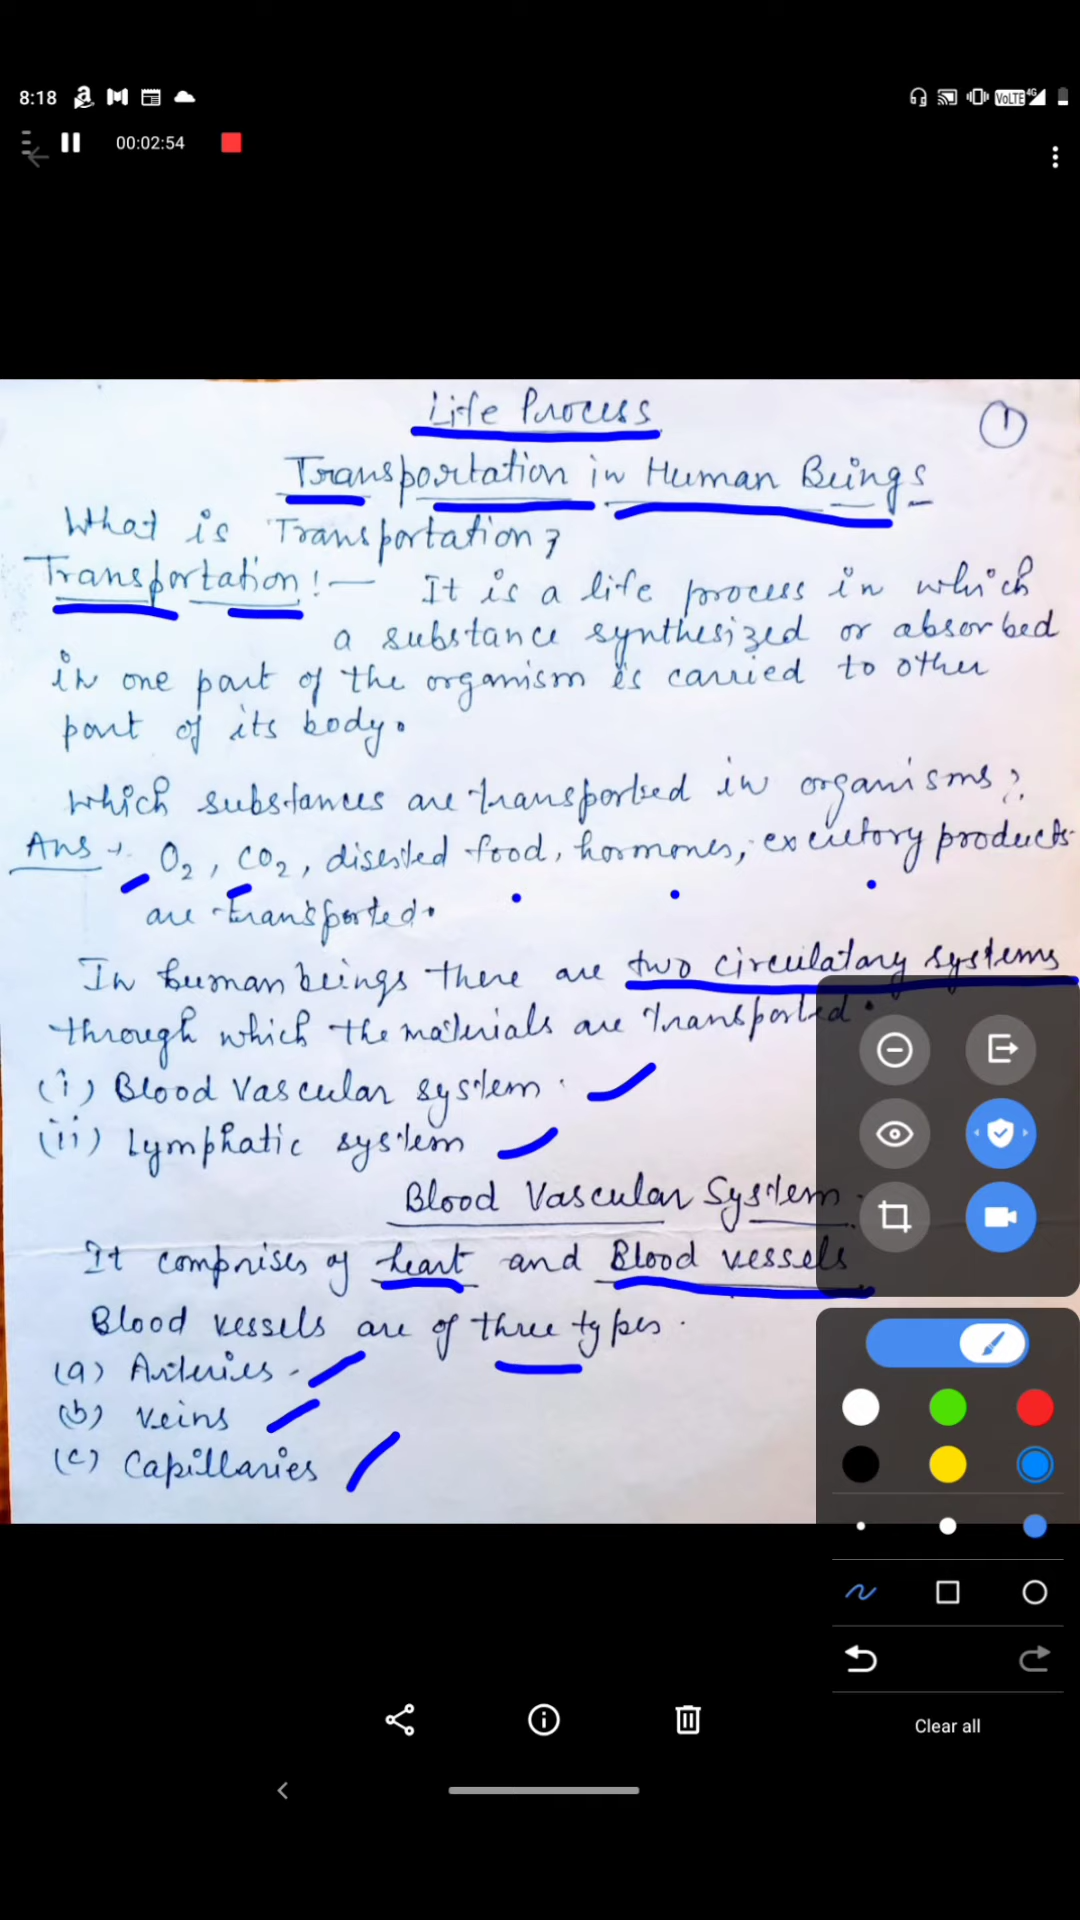 8:18
VoLTE 4G
00:02:54
Life Process
1
Transportation in Human Beings
What is Transportation?
Transportation :— It is a life process in which
a substance synthesized or absorbed
in one part of the organism is carried to other
part of its body.
Which substances are transported in organisms?
Ans → O₂, CO₂, disested food, hormones, excretory products
are transported.
In human beings there are two circulatory systems
through which the materials are transported.
(i) Blood Vascular system.
(ii) Lymphatic system
Blood Vascular System.
It comprises of heart and Blood vessels
Blood vessels are of three types.
(a) Arteries.
(b) veins
(c) Capillaries
Clear all